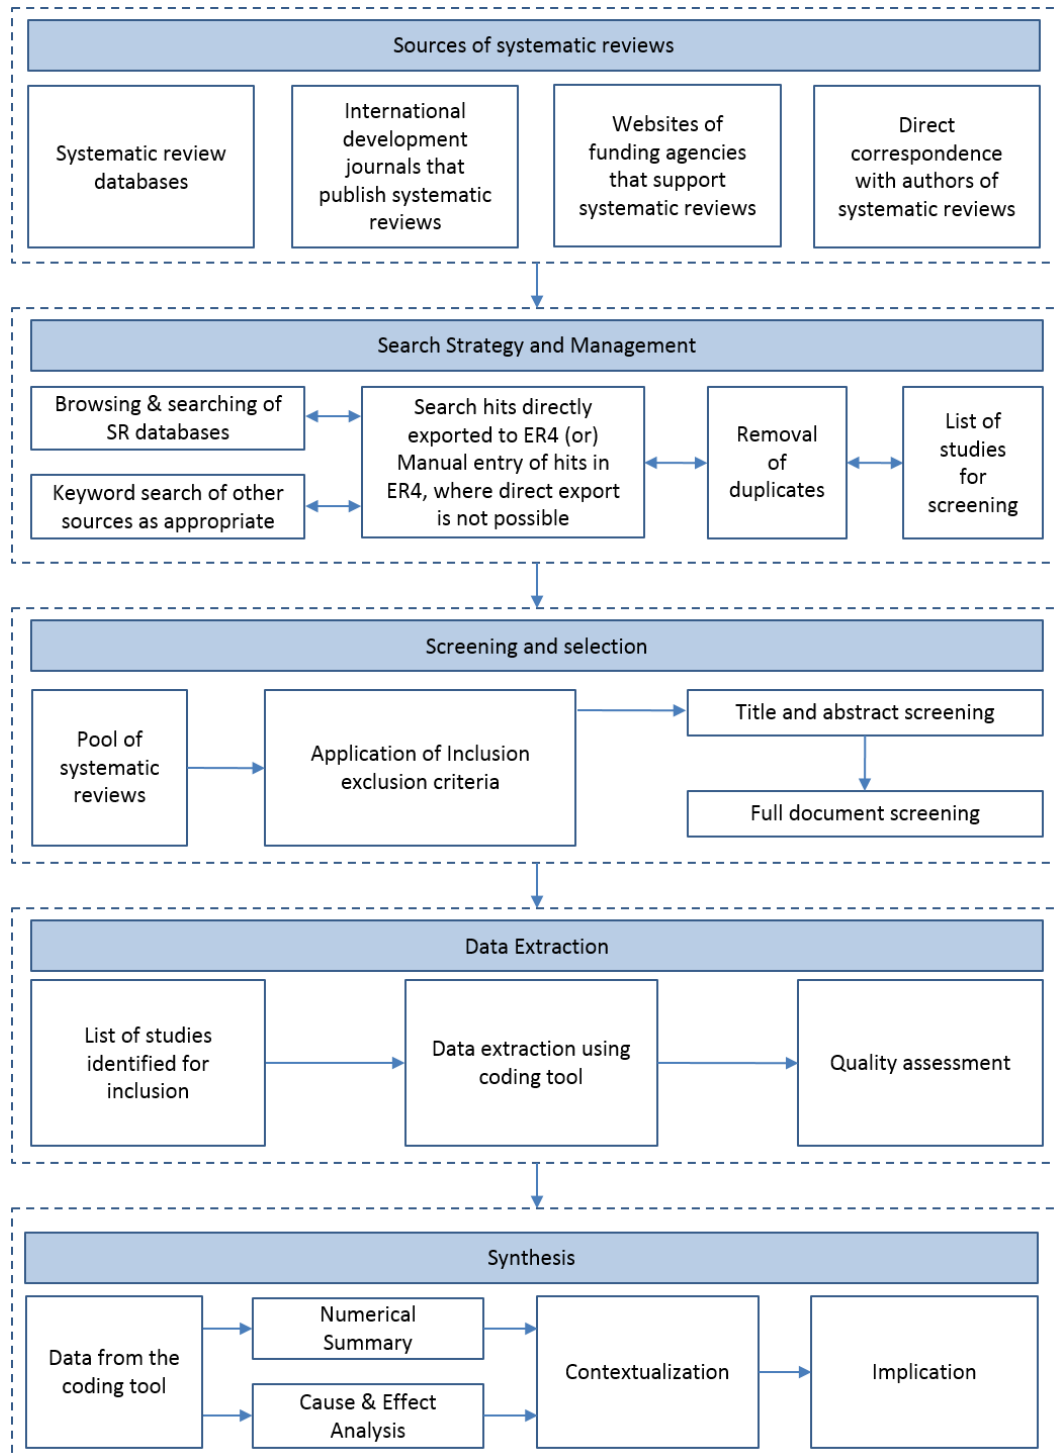 Sources of systematic reviews
Systematic review
databases
International
development
journals that
publish systematic
reviews
Websites of
funding agencies
that support
systematic reviews
Direct
correspondence
with authors of
systematic reviews
Search Strategy and Management
Browsing & searching of
SR databases
Keyword search of other
sources as appropriate
Search hits directly
exported to ER4 (or)
Manual entry of hits in
ER4, where direct export
is not possible
Removal
of
duplicates
List of
studies
for
screening
Screening and selection
Pool of
systematic
reviews
Application of Inclusion
exclusion criteria
Title and abstract screening
Full document screening
Data Extraction
List of studies
identified for
inclusion
Data extraction using
coding tool
Quality assessment
Synthesis
Data from the
coding tool
Numerical
Summary
Cause & Effect
Analysis
Contextualization
Implication